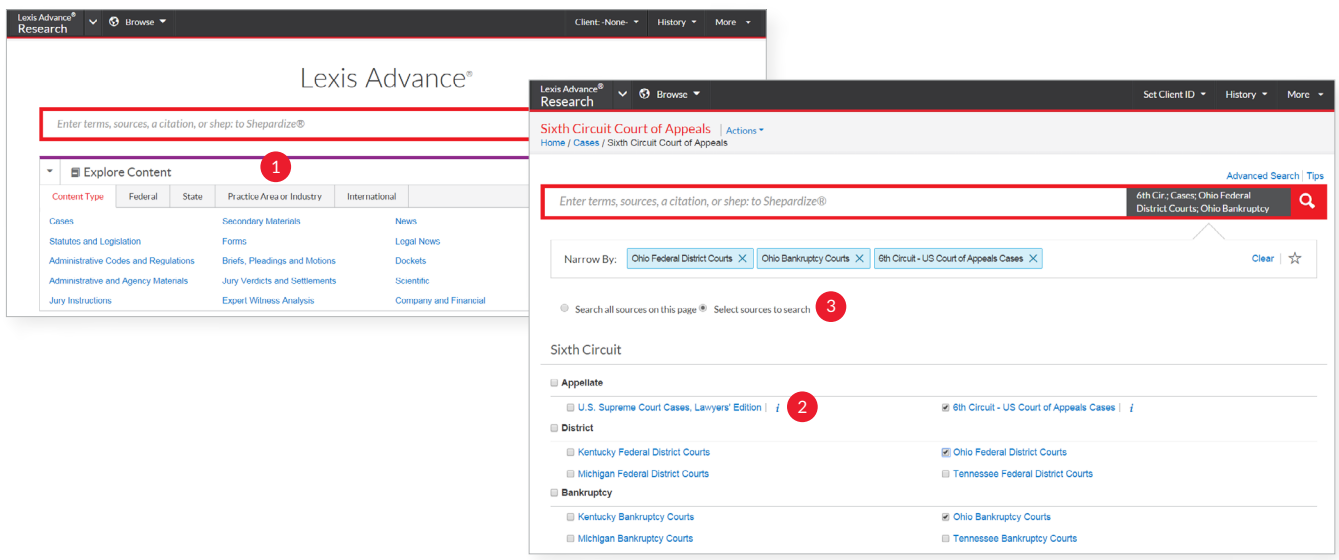 Lexis Advance®
Research
Browse
Client: -None-
History
More
Lexis Advance®
Enter terms, sources, a citation, or shep: to Shepardize®
1
Explore Content
Content Type
Federal
State
Practice Area or Industry
International
Cases
Secondary Materials
News
Statutes and Legislation
Forms
Legal News
Administrative Codes and Regulations
Briefs, Pleadings and Motions
Dockets
Administrative and Agency Materials
Jury Verdicts and Settlements
Scientific
Jury Instructions
Expert Witness Analysis
Company and Financial
Lexis Advance®
Research
Browse
Set Client ID
History
More
Sixth Circuit Court of Appeals | Actions
Home / Cases / Sixth Circuit Court of Appeals
Advanced Search | Tips
Enter terms, sources, a citation, or shep: to Shepardize®
6th Cir.; Cases; Ohio Federal
District Courts; Ohio Bankruptcy
Narrow By: Ohio Federal District Courts X Ohio Bankruptcy Courts X 6th Circuit - US Court of Appeals Cases X
Clear
Search all sources on this page Select sources to search 3
Sixth Circuit
Appellate
U.S. Supreme Court Cases, Lawyers' Edition | i 2
6th Circuit - US Court of Appeals Cases | i
District
Kentucky Federal District Courts
Ohio Federal District Courts
Michigan Federal District Courts
Tennessee Federal District Courts
Bankruptcy
Kentucky Bankruptcy Courts
Ohio Bankruptcy Courts
Michigan Bankruptcy Courts
Tennessee Bankruptcy Courts